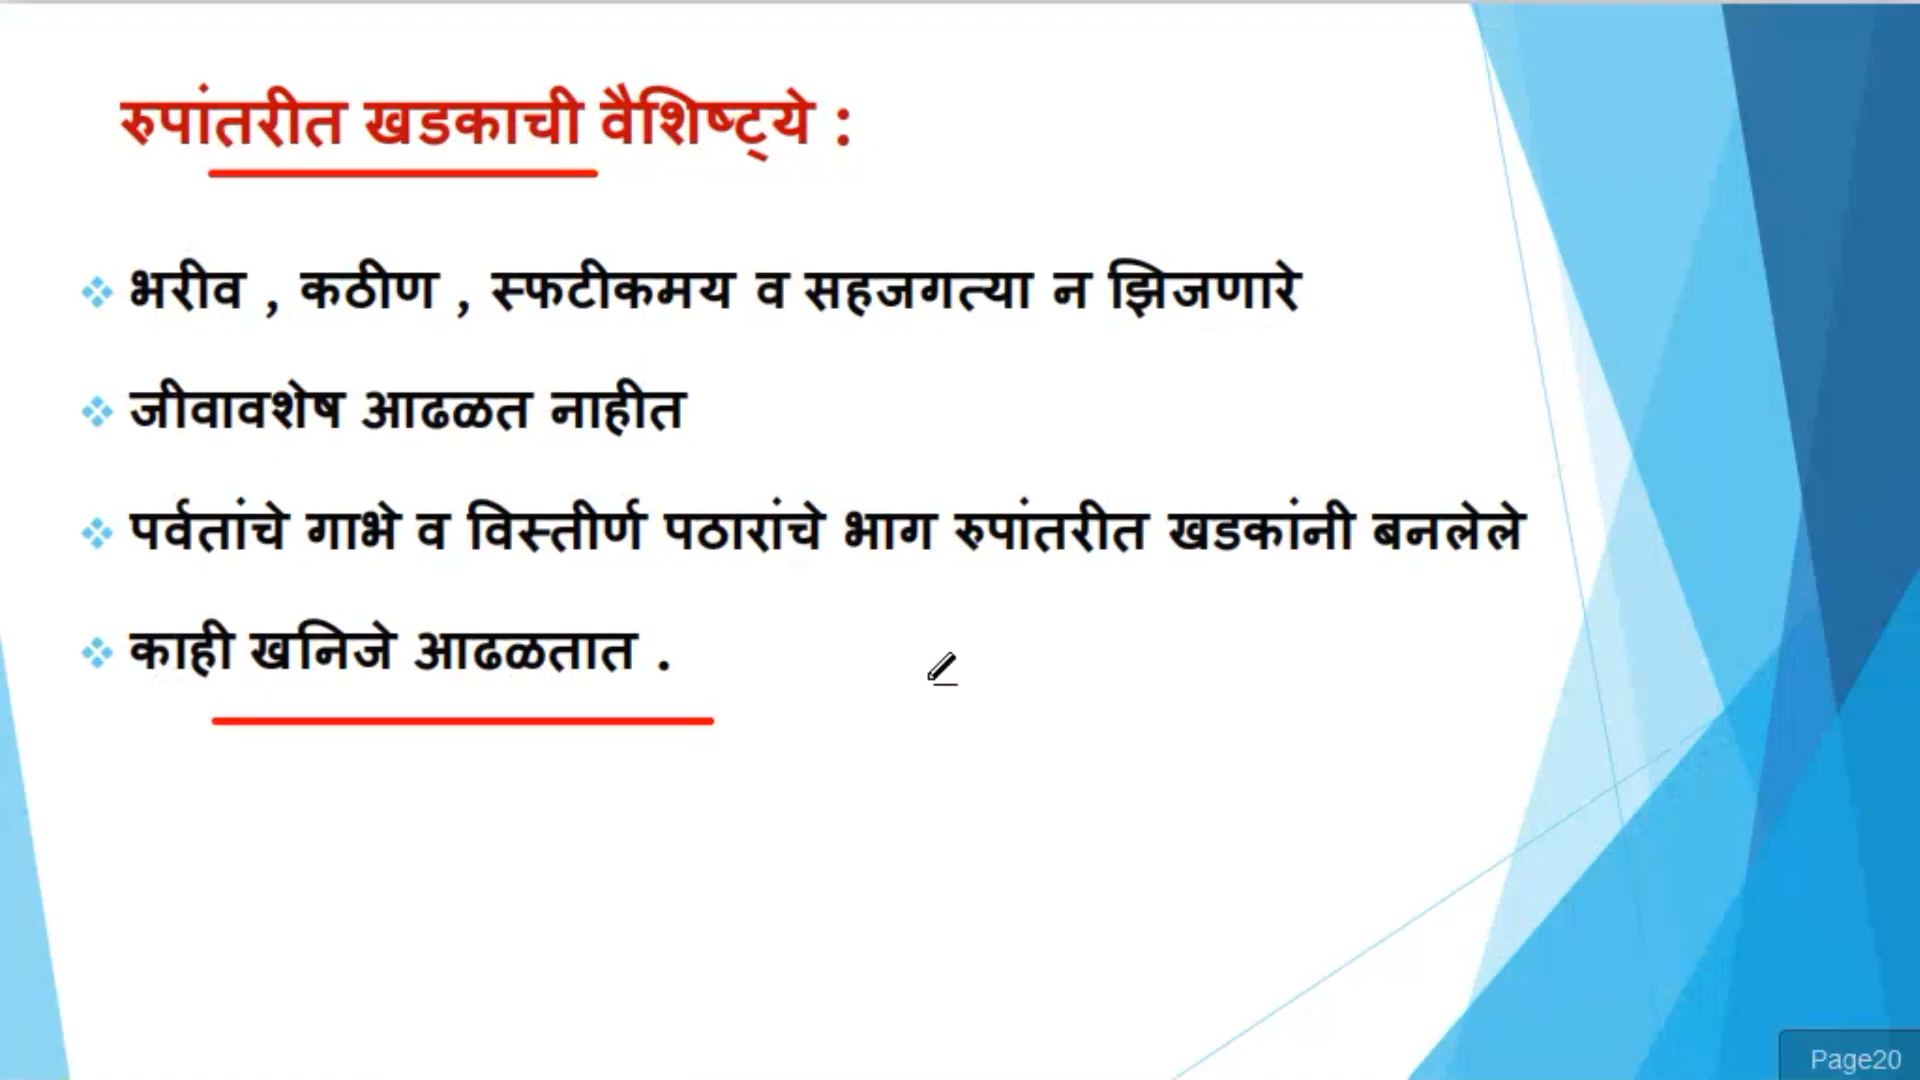 रुपांतरीत खडकाची वैशिष्ट्ये :
भरीव , कठीण , स्फटीकमय व सहजगत्या न झिजणारे
जीवावशेष आढळत नाहीत
पर्वतांचे गाभे व विस्तीर्ण पठारांचे भाग रुपांतरीत खडकांनी बनलेले
काही खनिजे आढळतात .
Page20